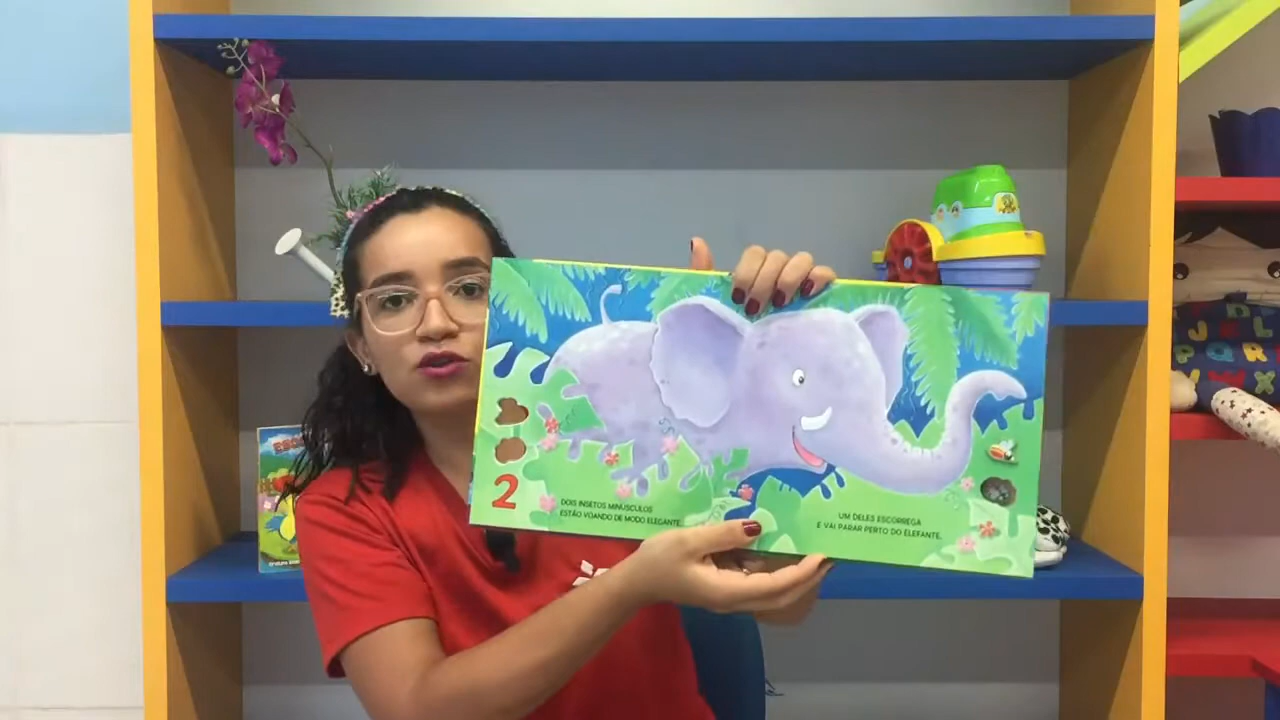 2
DOIS INSETOS MINÚSCULOS
ESTÃO VOANDO DE MODO ELEGANTE.
UM DELES ESCORREGA
E VAI PARAR PERTO DO ELEFANTE.